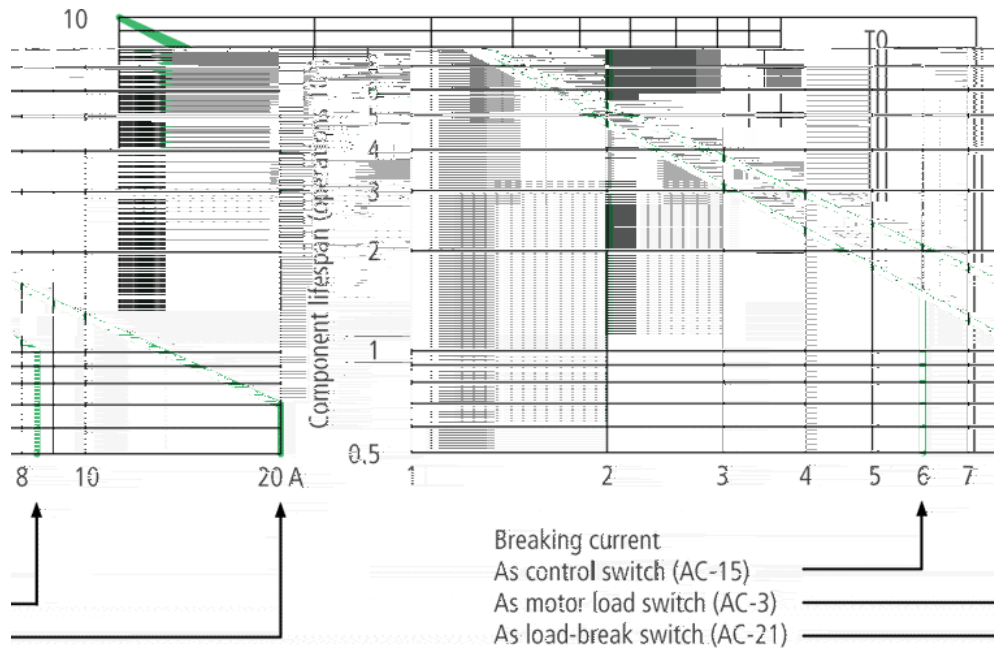 10
T0
4
3
2
1
0,5
8 10 20 A
1 2 3 4 5 6 7
Component lifespan
Breaking current
As control switch (AC-15)
As motor load switch (AC-3)
As load-break switch (AC-21)